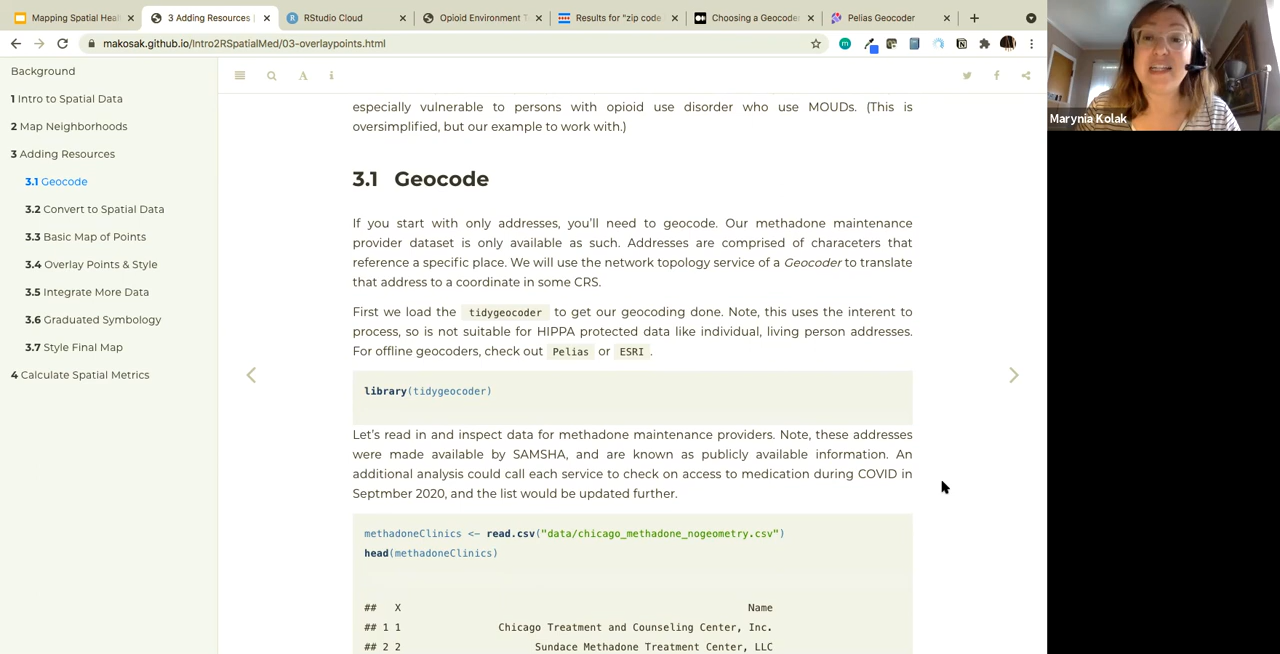 Mapping Spatial Heal
3 Adding Resources |
RStudio Cloud
Opioid Environment T
Results for "zip code
Choosing a Geocoder
Pelias Geocoder
makosak.github.io/Intro2RSpatialMed/03-overlaypoints.html
Background
1 Intro to Spatial Data
2 Map Neighborhoods
3 Adding Resources
3.1 Geocode
3.2 Convert to Spatial Data
3.3 Basic Map of Points
3.4 Overlay Points & Style
3.5 Integrate More Data
3.6 Graduated Symbology
3.7 Style Final Map
4 Calculate Spatial Metrics
especially vulnerable to persons with opioid use disorder who use MOUDs. (This is
oversimplified, but our example to work with.)
3.1 Geocode
If you start with only addresses, you'll need to geocode. Our methadone maintenance
provider dataset is only available as such. Addresses are comprised of characeters that
reference a specific place. We will use the network topology service of a Geocoder to translate
that address to a coordinate in some CRS.
First we load the tidygeocoder to get our geocoding done. Note, this uses the interent to
process, so is not suitable for HIPPA protected data like individual, living person addresses.
For offline geocoders, check out Pelias or ESRI .
library(tidygeocoder)
Let's read in and inspect data for methadone maintenance providers. Note, these addresses
were made available by SAMSHA, and are known as publicly available information. An
additional analysis could call each service to check on access to medication during COVID in
Septmber 2020, and the list would be updated further.
methadoneClinics <- read.csv("data/chicago_methadone_nogeometry.csv")
head(methadoneClinics)
## X Name
## 1 1 Chicago Treatment and Counseling Center, Inc.
## 2 2 Sundace Methadone Treatment Center, LLC
Marynia Kolak